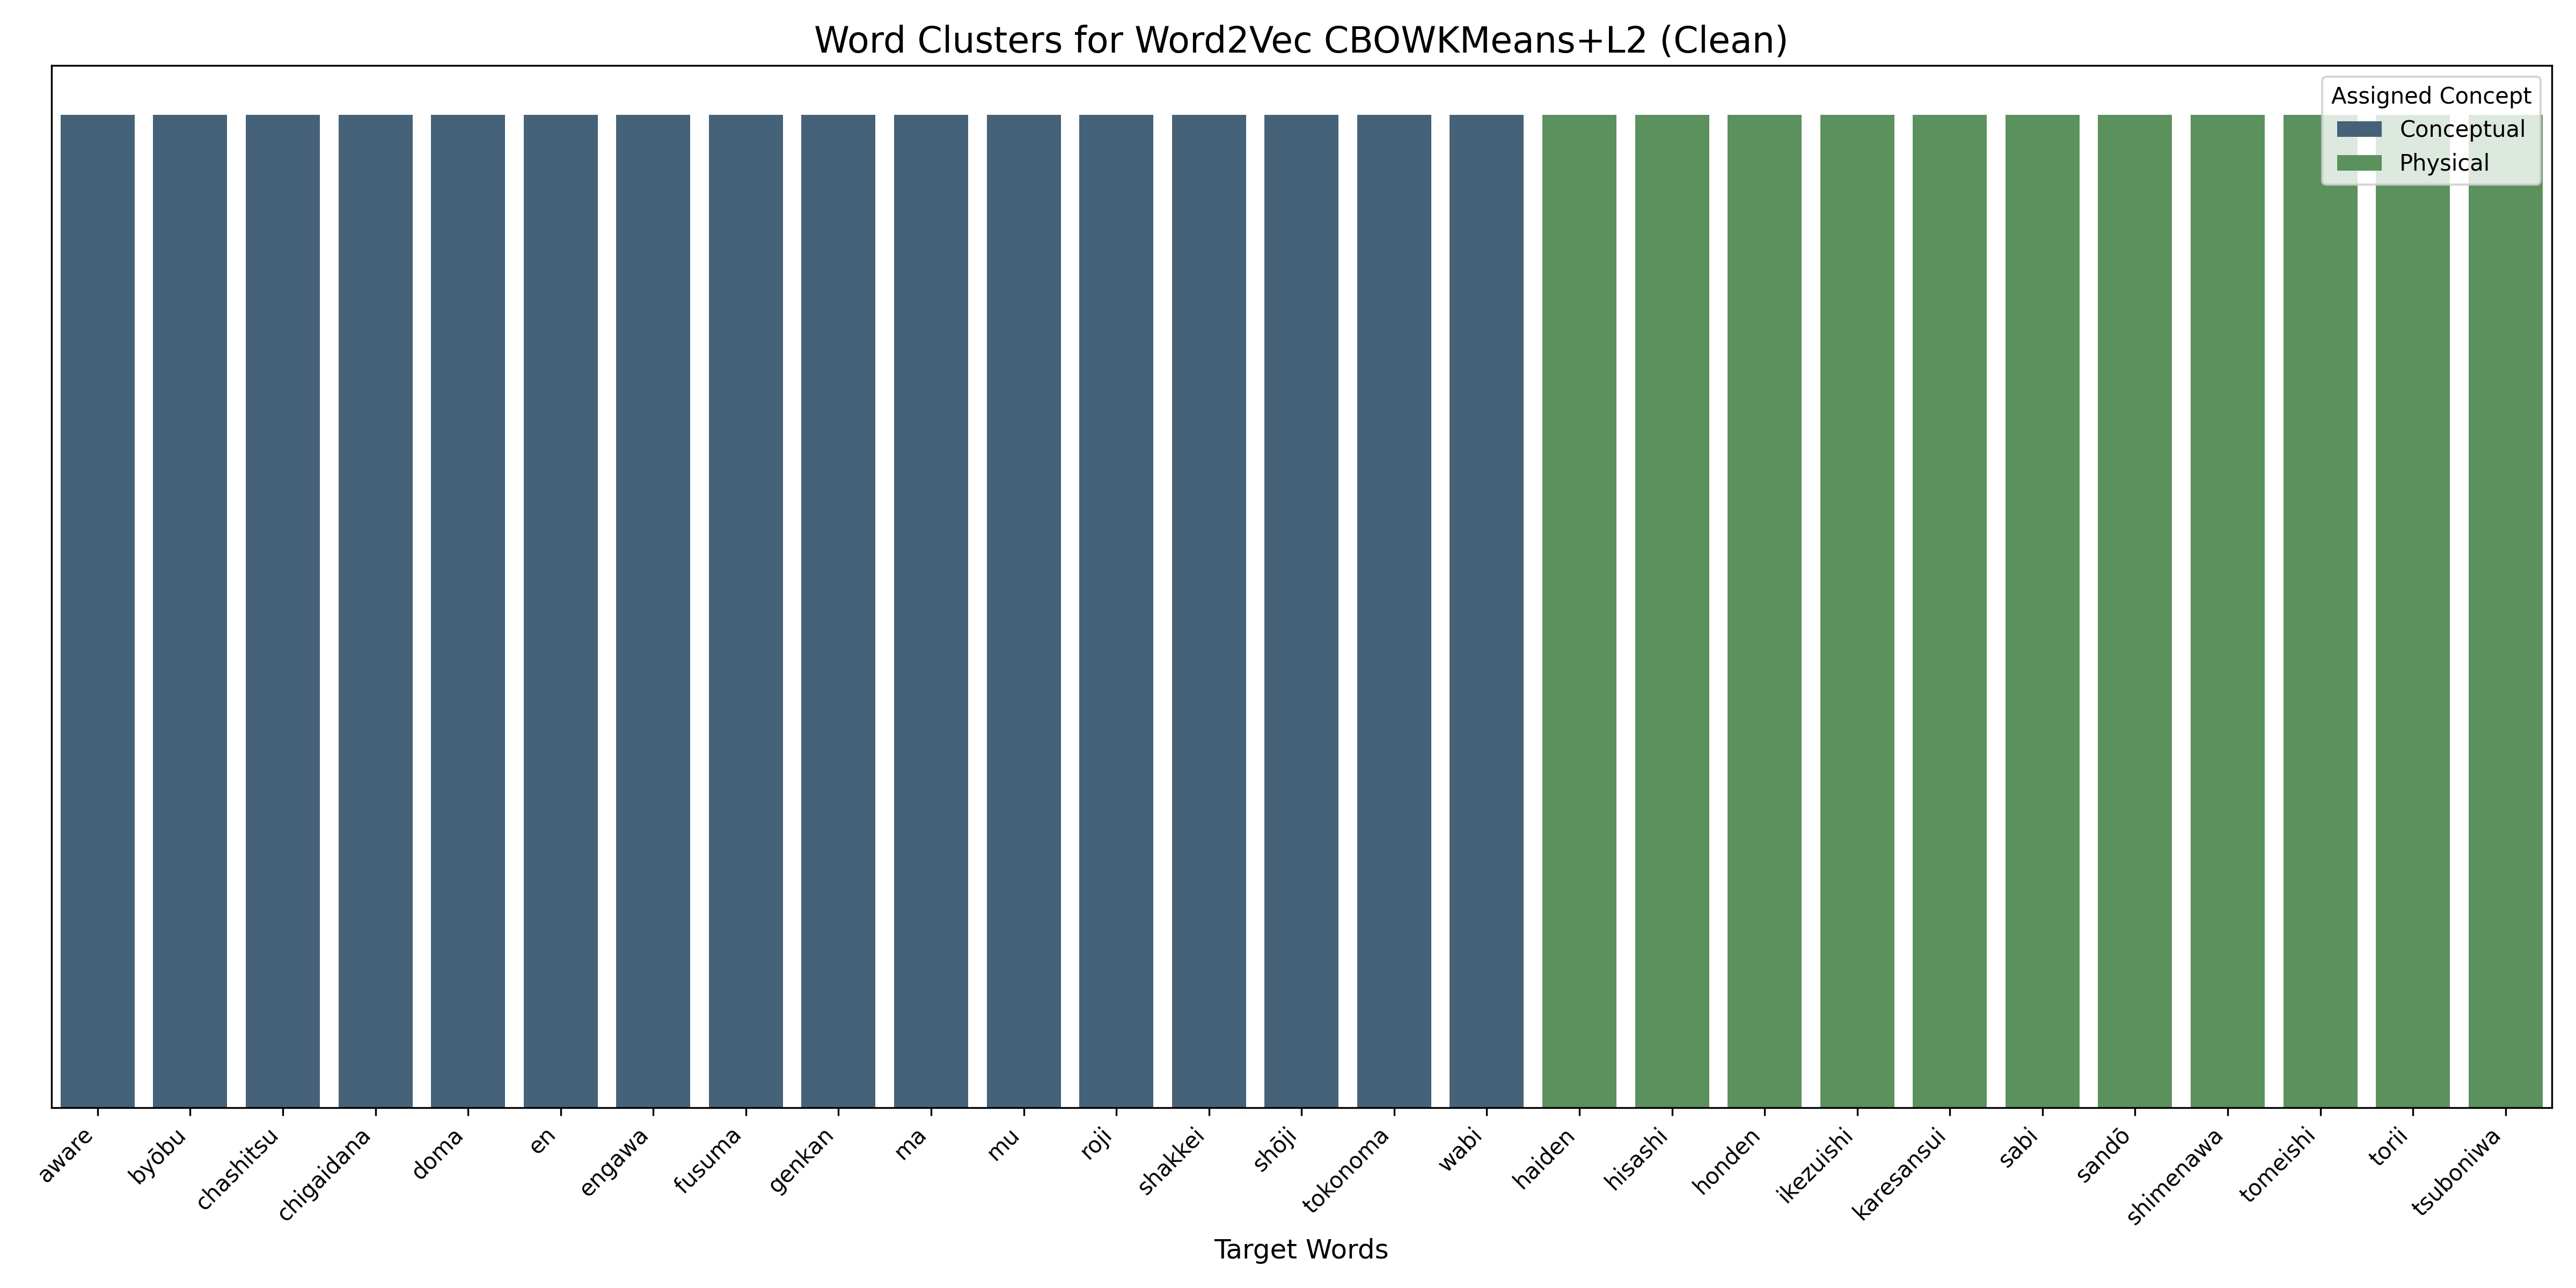 Word Clusters for Word2Vec CBOWKMeans+L2 (Clean)
Assigned Concept
Conceptual
Physical
aware
byōbu
chashitsu
chigaidana
doma
en
engawa
fusuma
genkan
ma
mu
roji
shakkei
shōji
tokonoma
wabi
haiden
hisashi
honden
ikezuishi
karesansui
sabi
sandō
shimenawa
tomeishi
torii
tsuboniwa
Target Words